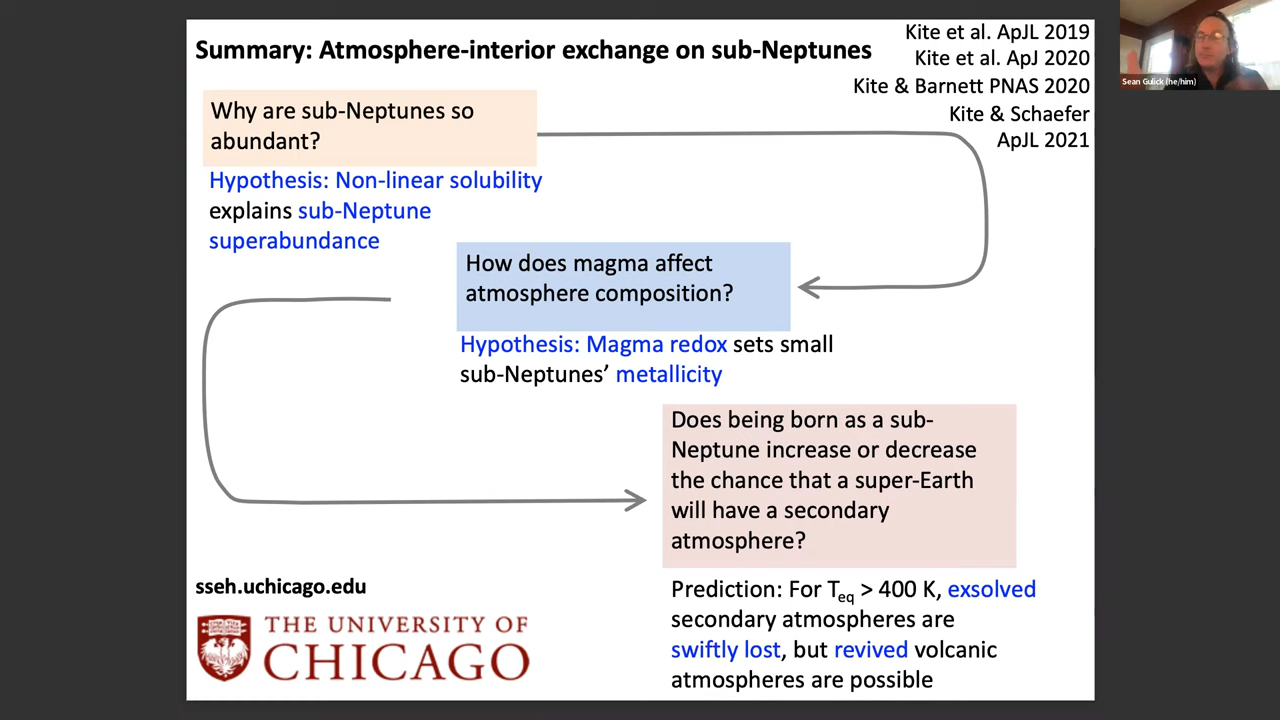 Summary: Atmosphere-interior exchange on sub-Neptunes
Kite et al. ApJL 2019
Kite et al. ApJ 2020
Kite & Barnett PNAS 2020
Kite & Schaefer
ApJL 2021
Sean Gulick (he/him)
Why are sub-Neptunes so
abundant?
Hypothesis: Non-linear solubility
explains sub-Neptune
superabundance
How does magma affect
atmosphere composition?
Hypothesis: Magma redox sets small
sub-Neptunes’ metallicity
Does being born as a sub-
Neptune increase or decrease
the chance that a super-Earth
will have a secondary
atmosphere?
Prediction: For Teq > 400 K, exsolved
secondary atmospheres are
swiftly lost, but revived volcanic
atmospheres are possible
sseh.uchicago.edu
THE UNIVERSITY OF
CHICAGO